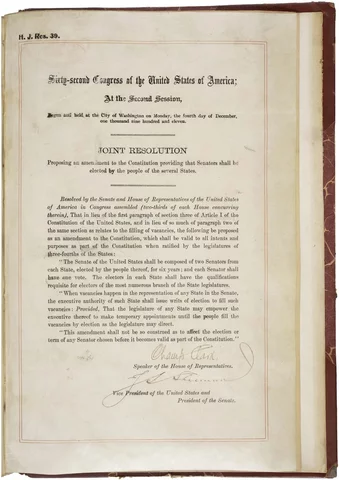 H. J. Res. 39.
Sixty-second Congress of the United States of America;
At the Second Session,
Begun and held at the City of Washington on Monday, the fourth day of December,
one thousand nine hundred and eleven.
JOINT RESOLUTION
Proposing an amendment to the Constitution providing that Senators shall be
elected by the people of the several States.
Resolved by the Senate and House of Representatives of the United States
of America in Congress assembled (two-thirds of each House concurring
therein), That in lieu of the first paragraph of section three of Article I of the
Constitution of the United States, and in lieu of so much of paragraph two of
the same section as relates to the filling of vacancies, the following be proposed
as an amendment to the Constitution, which shall be valid to all intents and
purposes as part of the Constitution when ratified by the legislatures of
three-fourths of the States:
"The Senate of the United States shall be composed of two Senators from
each State, elected by the people thereof, for six years; and each Senator shall
have one vote. The electors in each State shall have the qualifications
requisite for electors of the most numerous branch of the State legislatures.
"When vacancies happen in the representation of any State in the Senate,
the executive authority of such State shall issue writs of election to fill such
vacancies: Provided, That the legislature of any State may empower the
executive thereof to make temporary appointments until the people fill the
vacancies by election as the legislature may direct.
"This amendment shall not be so construed as to affect the election or
term of any Senator chosen before it becomes valid as part of the Constitution."
Champ Clark
Speaker of the House of Representatives.
J S Sherman
Vice President of the United States and
President of the Senate.